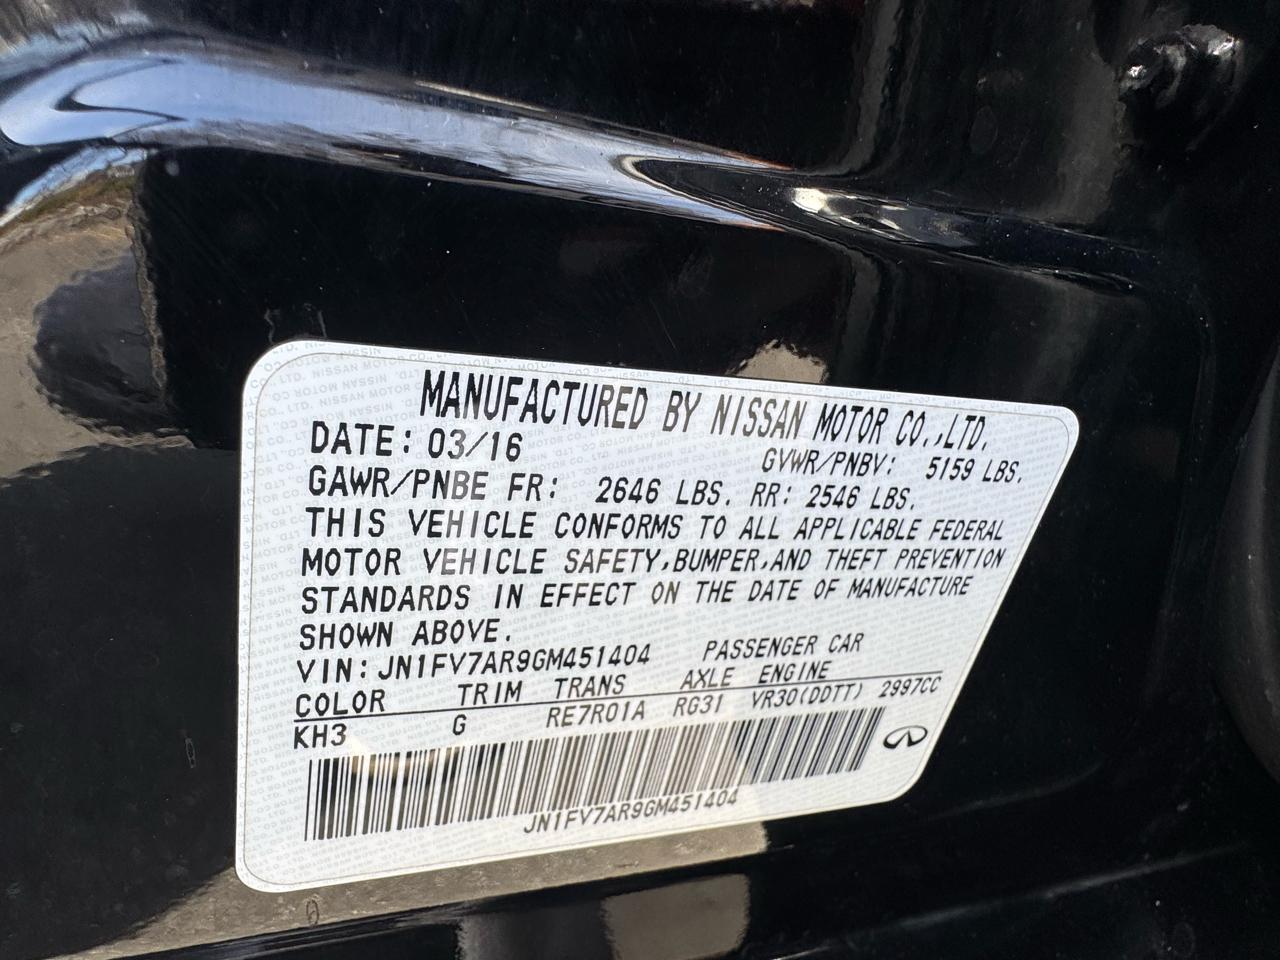 MANUFACTURED BY NISSAN MOTOR CO.,LTD.
DATE: 03/16 GVWR/PNBV: 5159 LBS.
GAWR/PNBE FR: 2646 LBS. RR: 2546 LBS.
THIS VEHICLE CONFORMS TO ALL APPLICABLE FEDERAL
MOTOR VEHICLE SAFETY,BUMPER,AND THEFT PREVENTION
STANDARDS IN EFFECT ON THE DATE OF MANUFACTURE
SHOWN ABOVE.
VIN: JN1FV7AR9GM451404 PASSENGER CAR
COLOR TRIM TRANS AXLE ENGINE
KH3 G RE7R01A RG31 VR30(DDTT) 2997CC
JN1FV7AR9GM451404